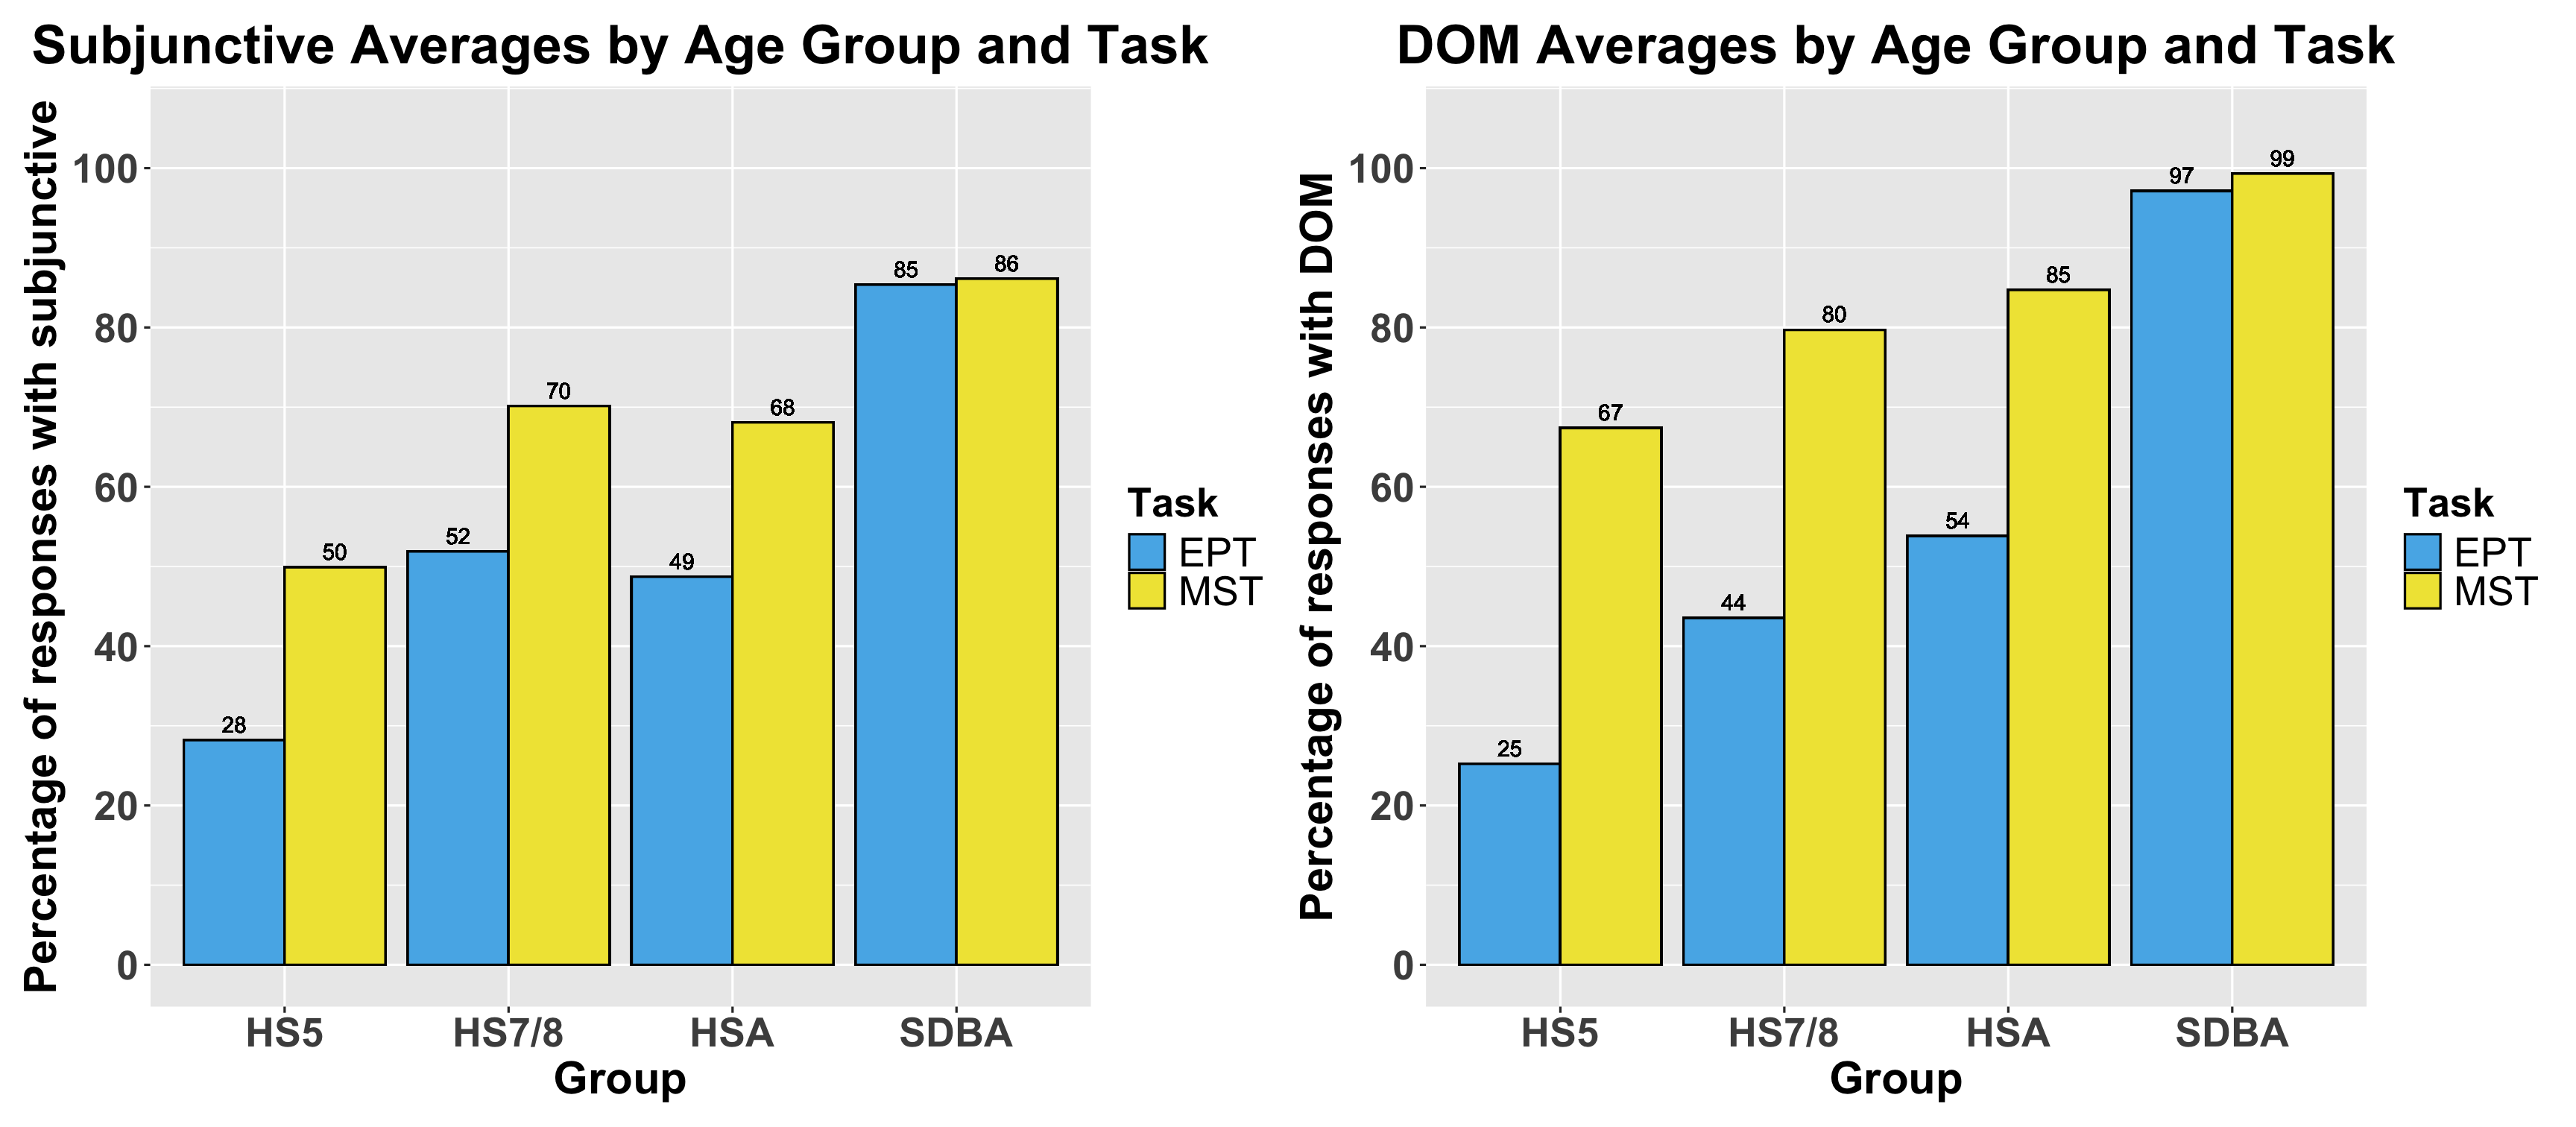 Subjunctive Averages by Age Group and Task
Percentage of responses with subjunctive
100
80
60
40
20
0
28
50
52
70
49
68
85
86
HS5
HS7/8
HSA
SDBA
Group
Task
EPT
MST
DOM Averages by Age Group and Task
Percentage of responses with DOM
100
80
60
40
20
0
25
67
44
80
54
85
97
99
HS5
HS7/8
HSA
SDBA
Group
Task
EPT
MST